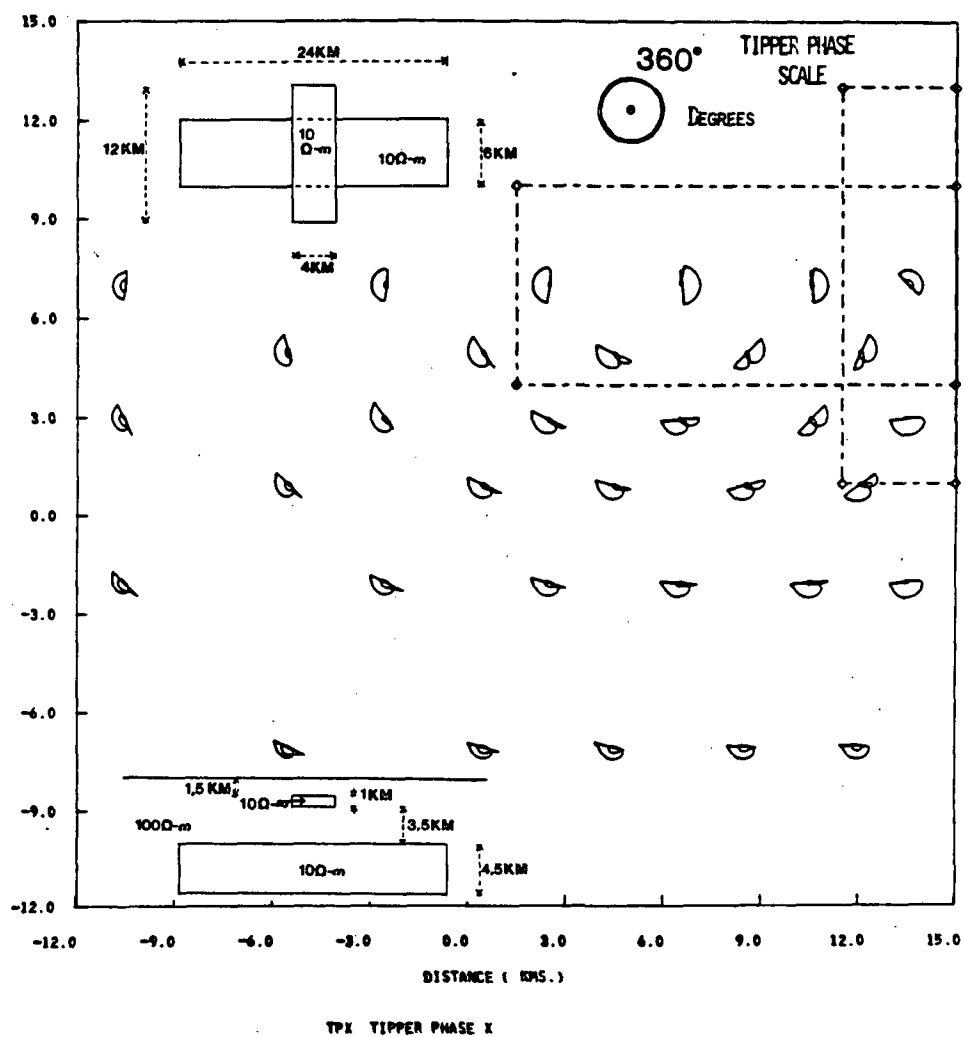 15.0
24KM
360°
TIPPER PHASE
SCALE
DEGREES
12.0
12KM
10
Ω-m
10Ω-m
6KM
9.0
4KM
6.0
3.0
0.0
-3.0
-6.0
1,5KM
10Ω-m
1KM
-9.0
100Ω-m
3.5KM
10Ω-m
4.5KM
-12.0
-12.0 -9.0 -6.0 -3.0 0.0 3.0 6.0 9.0 12.0 15.0
DISTANCE ( KMS.)
TPX TIPPER PHASE X